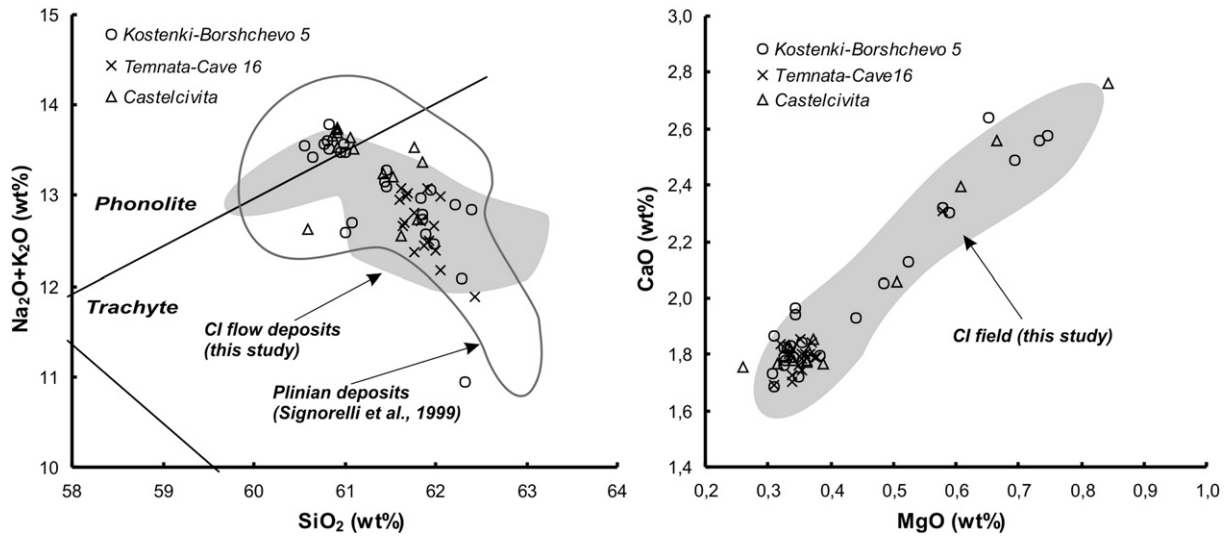 15
14
13
12
11
10
Na₂O+K₂O (wt%)
Kostenki-Borshchevo 5
Temnata-Cave 16
Castelcivita
Phonolite
Trachyte
CI flow deposits
(this study)
Plinian deposits
(Signorelli et al., 1999)
58 59 60 61 62 63 64
SiO₂ (wt%)
3,0
2,8
2,6
2,4
2,2
2,0
1,8
1,6
1,4
CaO (wt%)
Kostenki-Borshchevo 5
Temnata-Cave16
Castelcivita
CI field (this study)
0,2 0,3 0,4 0,5 0,6 0,7 0,8 0,9 1,0
MgO (wt%)